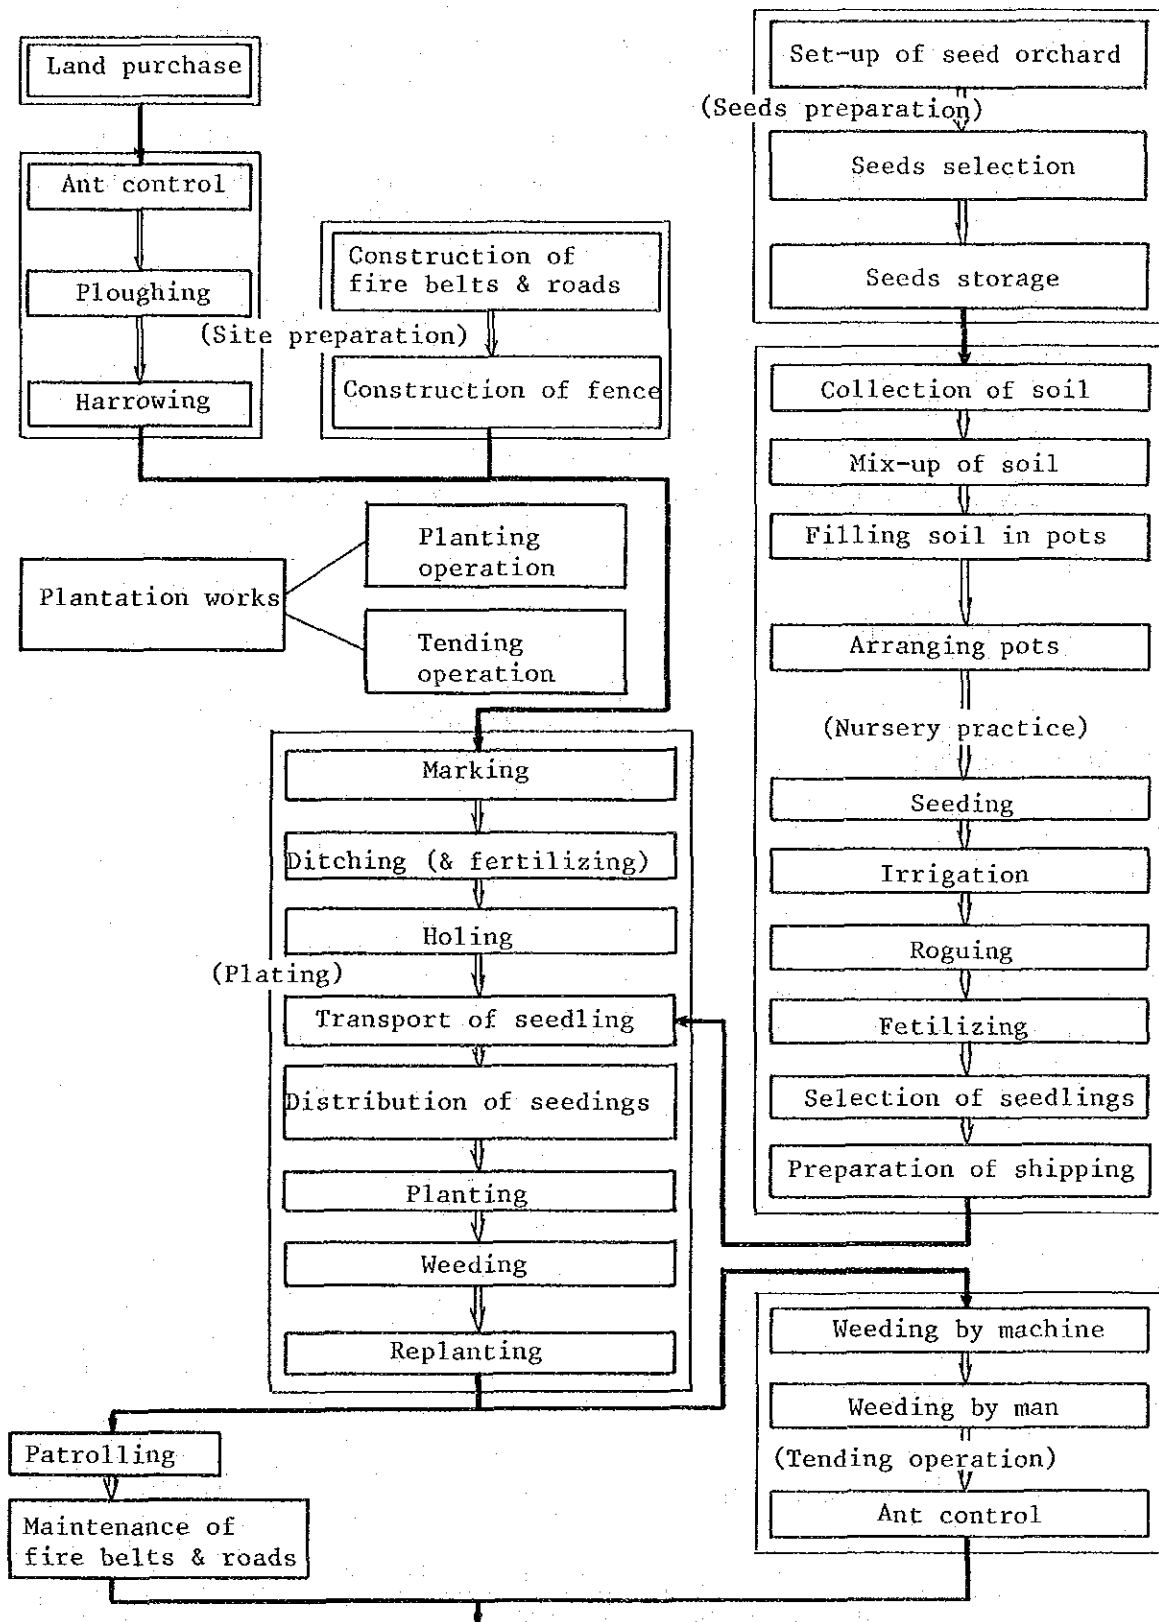 Land purchase
Ant control
Ploughing
(Site preparation)
Harrowing
Construction of
fire belts & roads
Construction of fence
Set-up of seed orchard
(Seeds preparation)
Seeds selection
Seeds storage
Collection of soil
Mix-up of soil
Filling soil in pots
Arranging pots
(Nursery practice)
Seeding
Irrigation
Roguing
Fetilizing
Selection of seedlings
Preparation of shipping
Plantation works
Planting
operation
Tending
operation
Marking
Ditching (& fertilizing)
Holing
(Plating)
Transport of seedling
Distribution of seedings
Planting
Weeding
Replanting
Patrolling
Maintenance of
fire belts & roads
Weeding by machine
Weeding by man
(Tending operation)
Ant control